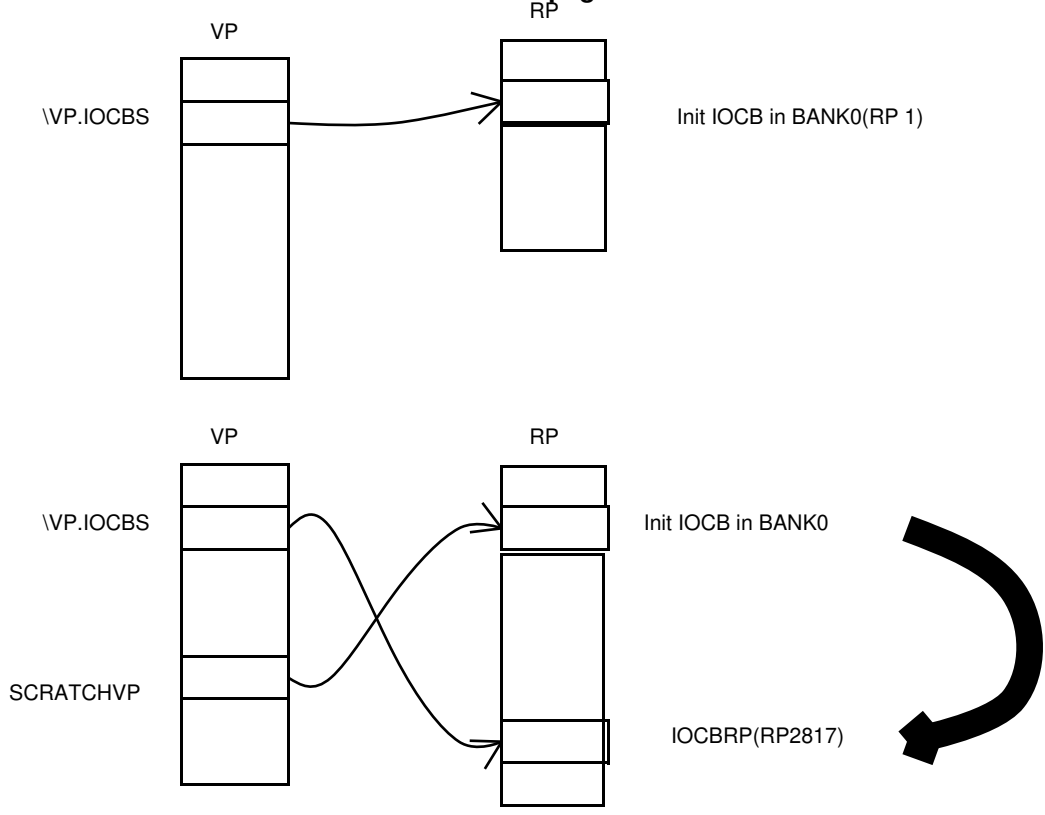 RP
VP
\VP.IOCBS
Init IOCB in BANK0(RP 1)
VP
RP
\VP.IOCBS
Init IOCB in BANK0
SCRATCHVP
IOCBRP(RP2817)